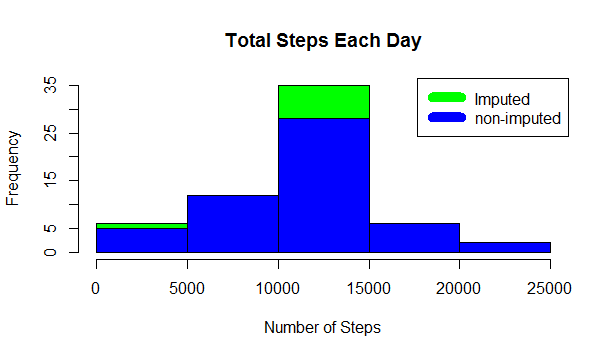 Total Steps Each Day
Imputed
non-imputed
Frequency
35
25
15
5
0
0 5000 10000 15000 20000 25000
Number of Steps